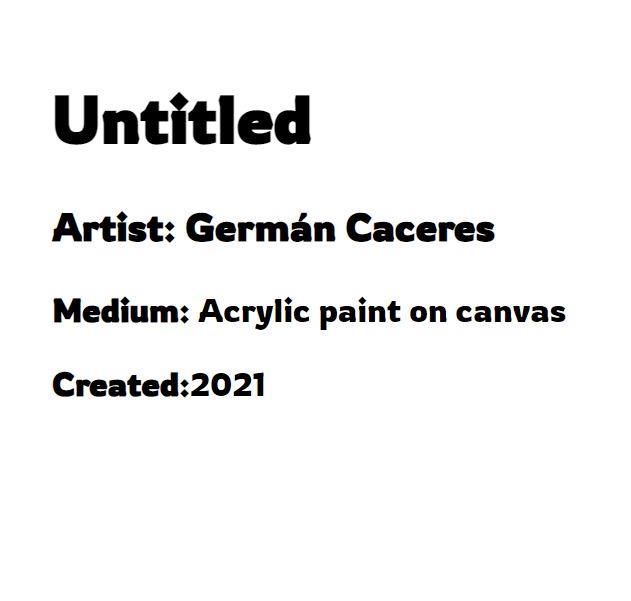 Untitled
Artist: Germán Caceres
Medium: Acrylic paint on canvas
Created:2021